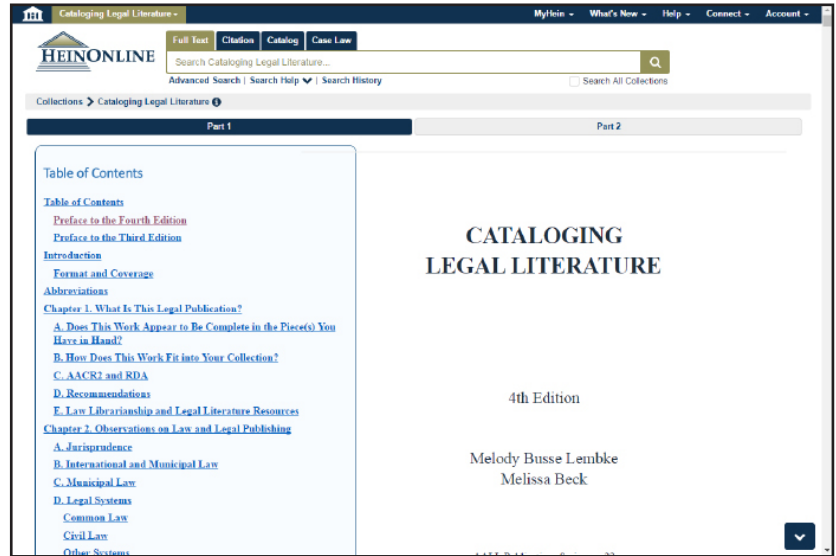 Cataloging Legal Literature
MyHein
What's New
Help
Connect
Account
HEINONLINE
Full Text
Citation
Catalog
Case Law
Search Cataloging Legal Literature...
Advanced Search | Search Help | Search History
Search All Collections
Collections Cataloging Legal Literature
Part 1
Part 2
Table of Contents
Table of Contents
Preface to the Fourth Edition
Preface to the Third Edition
Introduction
Format and Coverage
Abbreviations
Chapter 1. What Is This Legal Publication?
A. Does This Work Appear to Be Complete in the Piece(s) You
Have in Hand?
B. How Does This Work Fit into Your Collection?
C. AACR2 and RDA
D. Recommendations
E. Law Librarianship and Legal Literature Resources
Chapter 2. Observations on Law and Legal Publishing
A. Jurisprudence
B. International and Municipal Law
C. Municipal Law
D. Legal Systems
Common Law
Civil Law
Other Systems
CATALOGING
LEGAL LITERATURE
4th Edition
Melody Busse Lembke
Melissa Beck